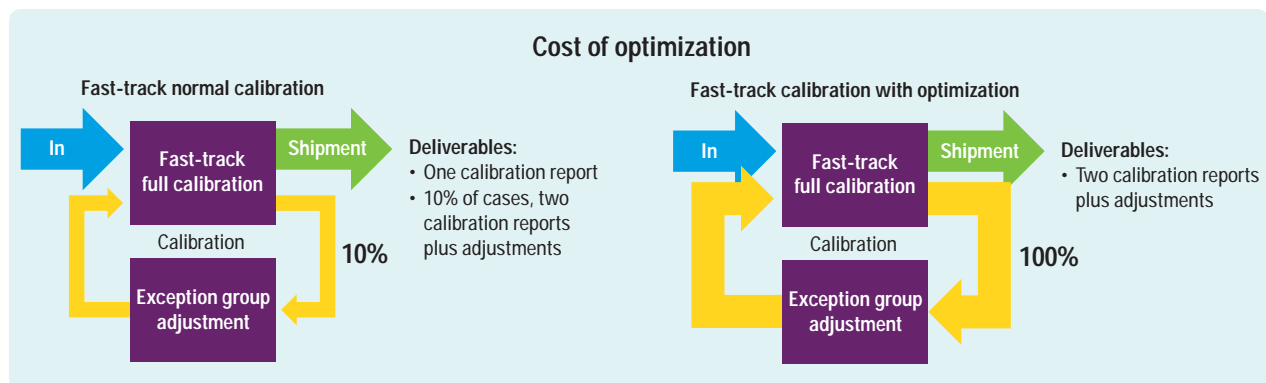 Cost of optimization
Fast-track normal calibration
In
Fast-track
full calibration
Shipment
Deliverables:
• One calibration report
• 10% of cases, two
calibration reports
plus adjustments
Calibration
10%
Exception group
adjustment
Fast-track calibration with optimization
In
Fast-track
full calibration
Shipment
Deliverables:
• Two calibration reports
plus adjustments
Calibration
100%
Exception group
adjustment